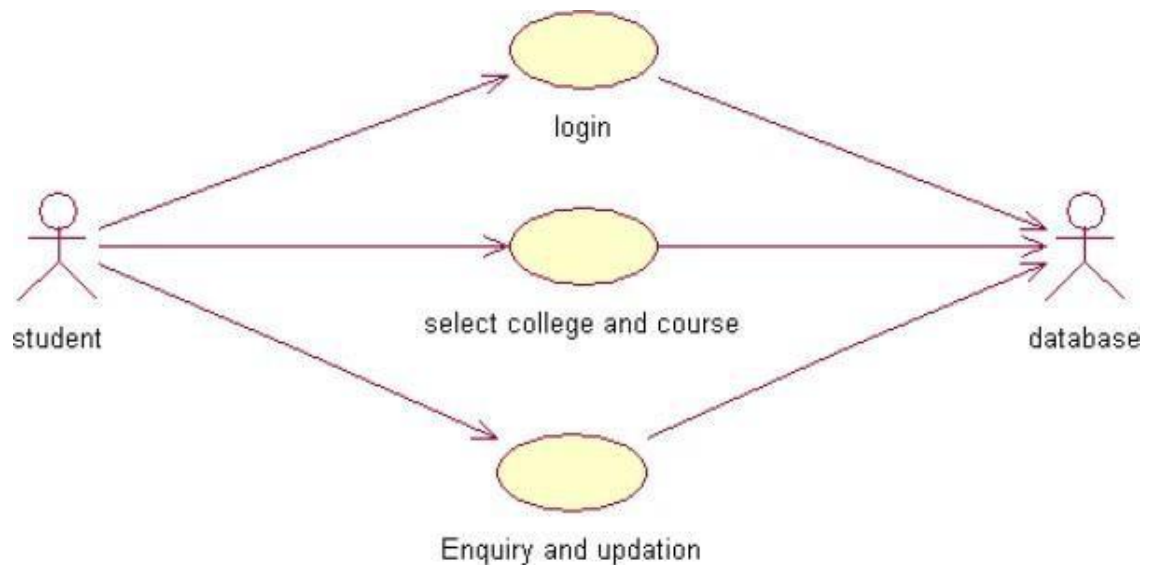 login
student
select college and course
database
Enquiry and updation